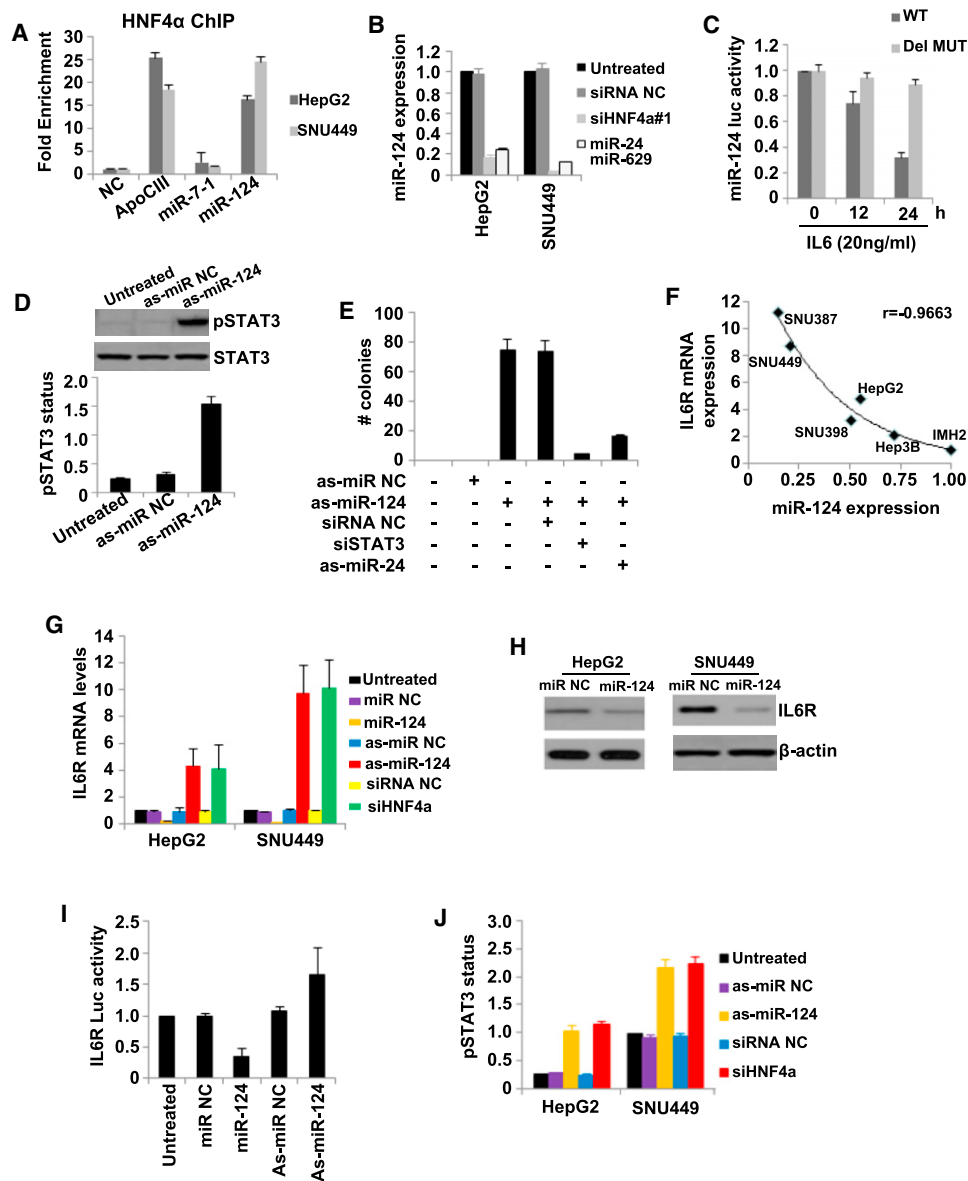 A
HNF4α ChIP
Fold Enrichment
30
25
20
15
10
5
0
NC
ApoCIII
miR-7-1
miR-124
HepG2
SNU449
B
miR-124 expression
1.2
1.0
0.8
0.6
0.4
0.2
0
HepG2
SNU449
Untreated
siRNA NC
siHNF4a#1
miR-24
miR-629
C
WT
Del MUT
miR-124 luc activity
1.2
1.0
0.8
0.6
0.4
0.2
0
0 12 24 h
IL6 (20ng/ml)
D
Untreated
as-miR NC
as-miR-124
pSTAT3
STAT3
pSTAT3 status
2.0
1.5
1.0
0.5
0.0
Untreated
as-miR NC
as-miR-124
E
# colonies
100
80
60
40
20
0
as-miR NC - + - - - -
as-miR-124 - - + + + +
siRNA NC - - - + - -
siSTAT3 - - - - + -
as-miR-24 - - - - - +
F
IL6R mRNA
expression
12
10
8
6
4
2
0
r=-0.9663
SNU387
SNU449
HepG2
SNU398
Hep3B
IMH2
0 0.25 0.50 0.75 1.00
miR-124 expression
G
IL6R mRNA levels
14
12
10
8
6
4
2
0
HepG2
SNU449
Untreated
miR NC
miR-124
as-miR NC
as-miR-124
siRNA NC
siHNF4a
H
HepG2
SNU449
miR NC miR-124
miR NC miR-124
IL6R
β-actin
I
IL6R Luc activity
2.5
2.0
1.5
1.0
0.5
0.0
Untreated
miR NC
miR-124
As-miR NC
As-miR-124
J
pSTAT3 status
3.0
2.5
2.0
1.5
1.0
0.5
0
HepG2
SNU449
Untreated
as-miR NC
as-miR-124
siRNA NC
siHNF4a